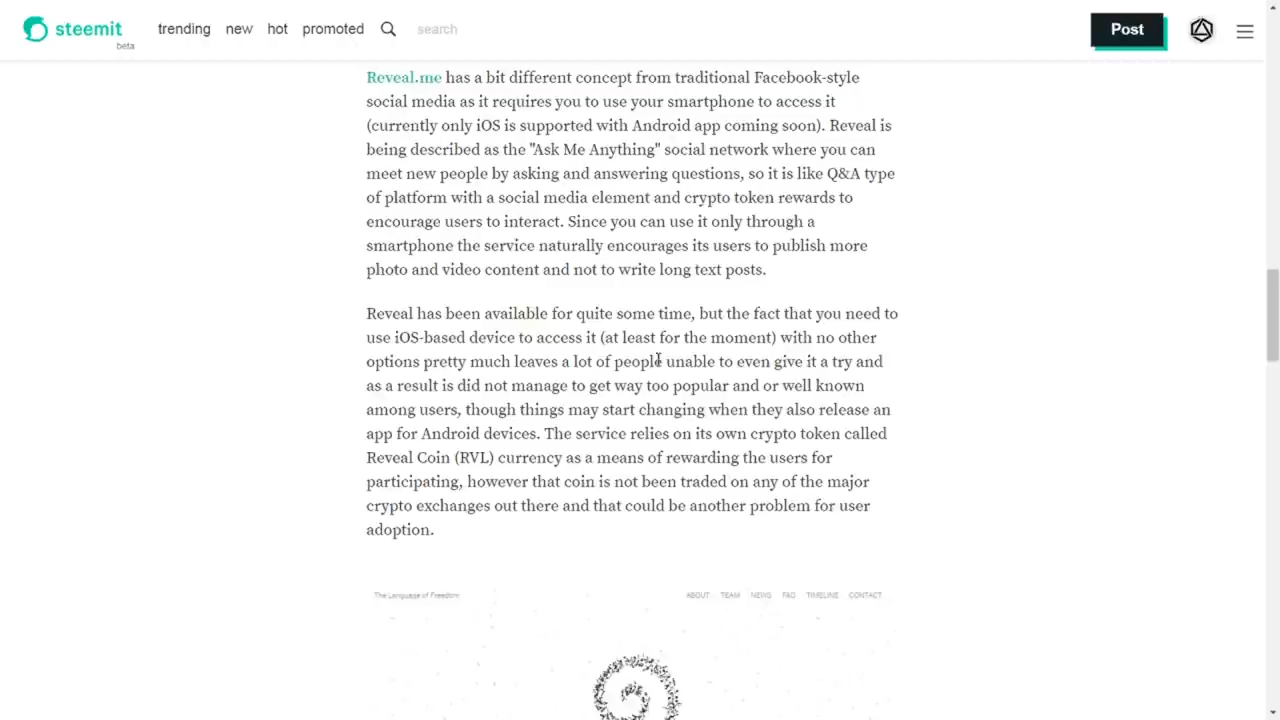 steemit
beta
trending new hot promoted search Post
Reveal.me has a bit different concept from traditional Facebook-style
social media as it requires you to use your smartphone to access it
(currently only iOS is supported with Android app coming soon). Reveal is
being described as the "Ask Me Anything" social network where you can
meet new people by asking and answering questions, so it is like Q&A type
of platform with a social media element and crypto token rewards to
encourage users to interact. Since you can use it only through a
smartphone the service naturally encourages its users to publish more
photo and video content and not to write long text posts.
Reveal has been available for quite some time, but the fact that you need to
use iOS-based device to access it (at least for the moment) with no other
options pretty much leaves a lot of people unable to even give it a try and
as a result is did not manage to get way too popular and or well known
among users, though things may start changing when they also release an
app for Android devices. The service relies on its own crypto token called
Reveal Coin (RVL) currency as a means of rewarding the users for
participating, however that coin is not been traded on any of the major
crypto exchanges out there and that could be another problem for user
adoption.
The Language of Freedom ABOUT TEAM NEWS FAQ TIMELINE CONTACT